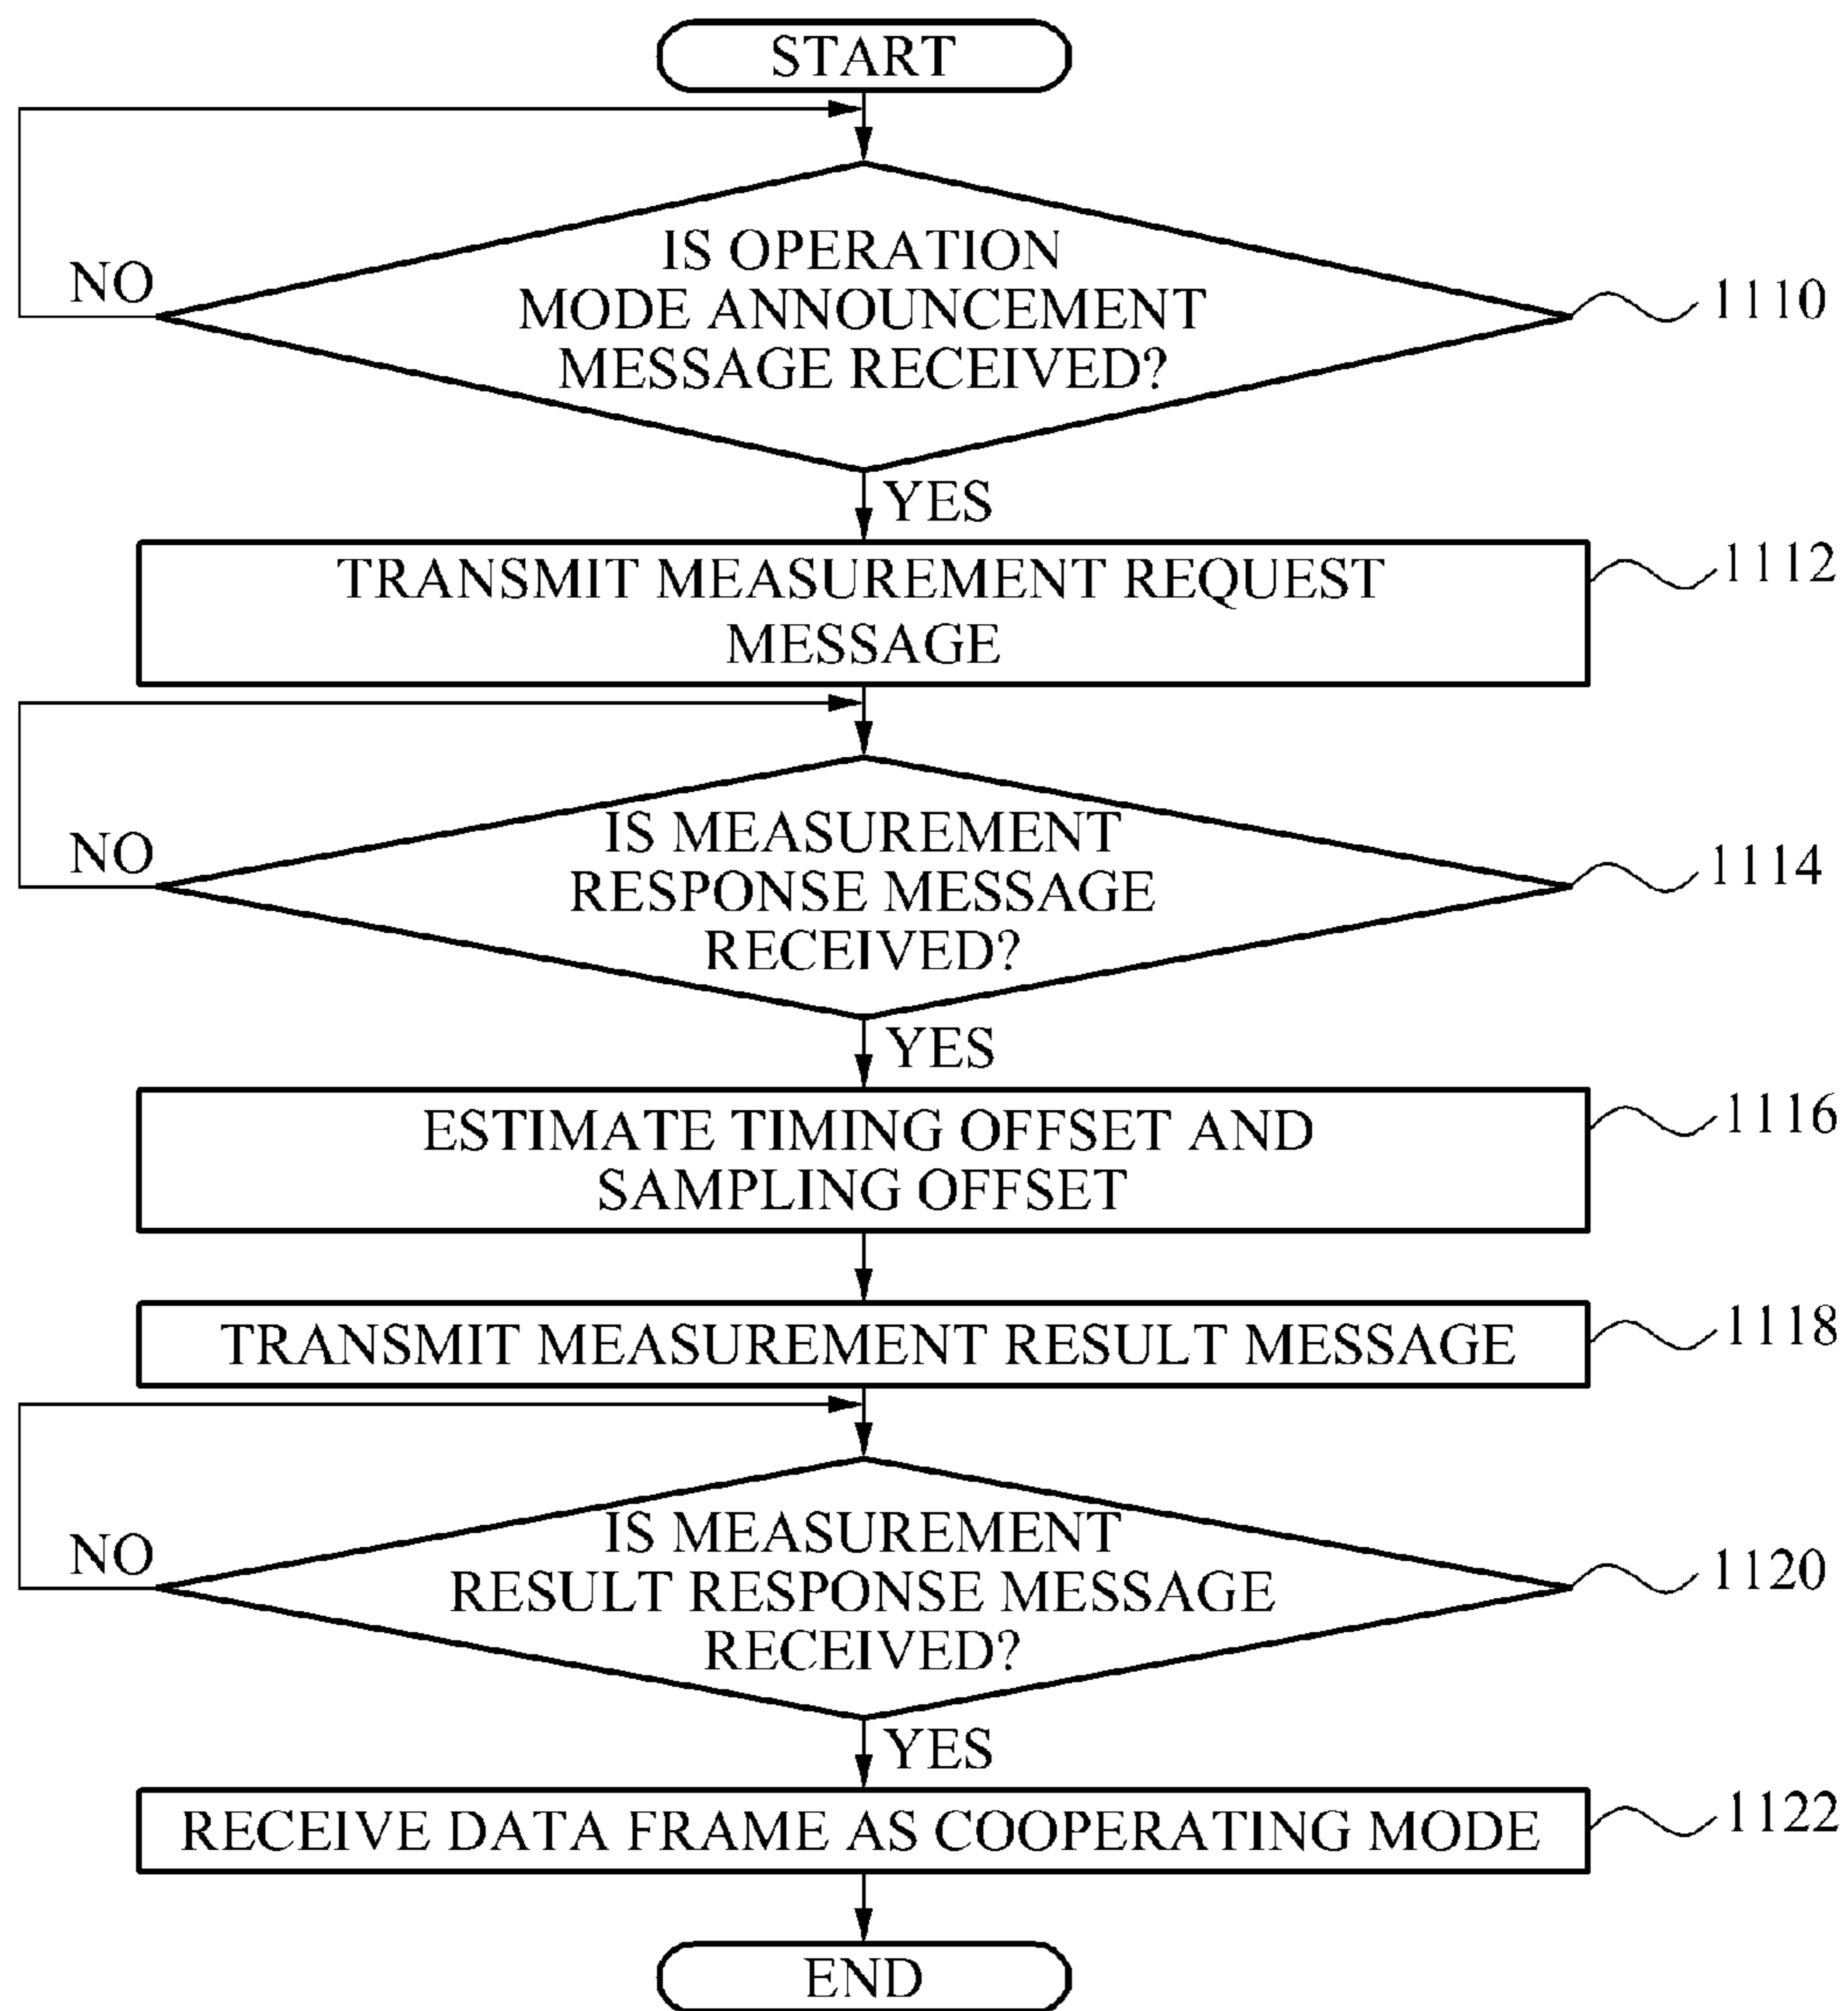 START
IS OPERATION
MODE ANNOUNCEMENT
MESSAGE RECEIVED?
NO
1110
YES
TRANSMIT MEASUREMENT REQUEST
MESSAGE
1112
IS MEASUREMENT
RESPONSE MESSAGE
RECEIVED?
NO
1114
YES
ESTIMATE TIMING OFFSET AND
SAMPLING OFFSET
1116
TRANSMIT MEASUREMENT RESULT MESSAGE
1118
IS MEASUREMENT
RESULT RESPONSE MESSAGE
RECEIVED?
NO
1120
YES
RECEIVE DATA FRAME AS COOPERATING MODE
1122
END